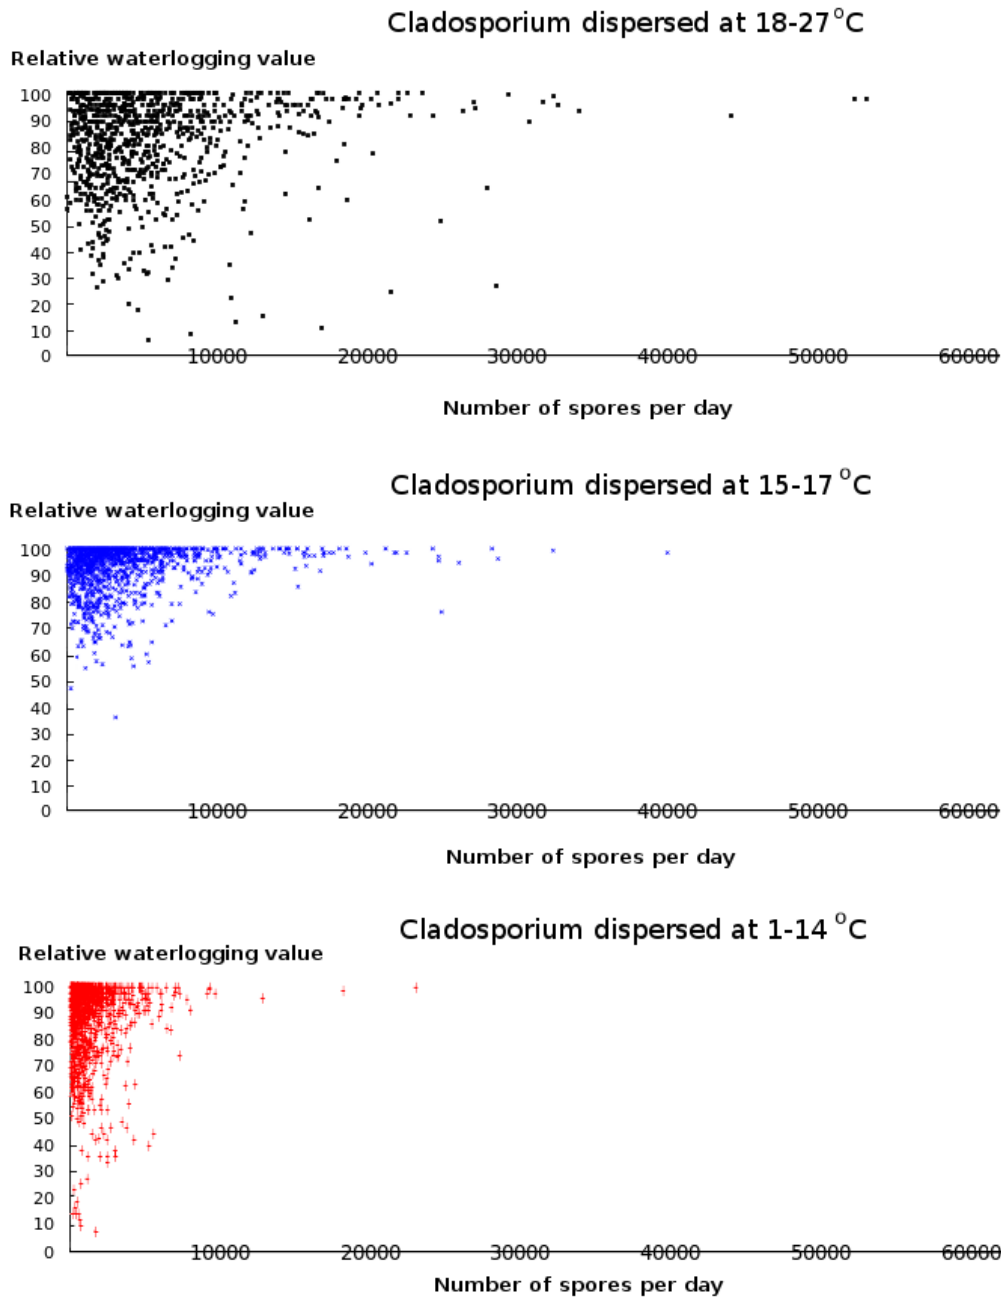 Cladosporium dispersed at 18-27°C
Relative waterlogging value
100
90
80
70
60
50
40
30
20
10
0
10000 20000 30000 40000 50000 60000
Number of spores per day
Cladosporium dispersed at 15-17 °C
Relative waterlogging value
100
90
80
70
60
50
40
30
20
10
0
10000 20000 30000 40000 50000 60000
Number of spores per day
Cladosporium dispersed at 1-14 °C
Relative waterlogging value
100
90
80
70
60
50
40
30
20
10
0
10000 20000 30000 40000 50000 60000
Number of spores per day